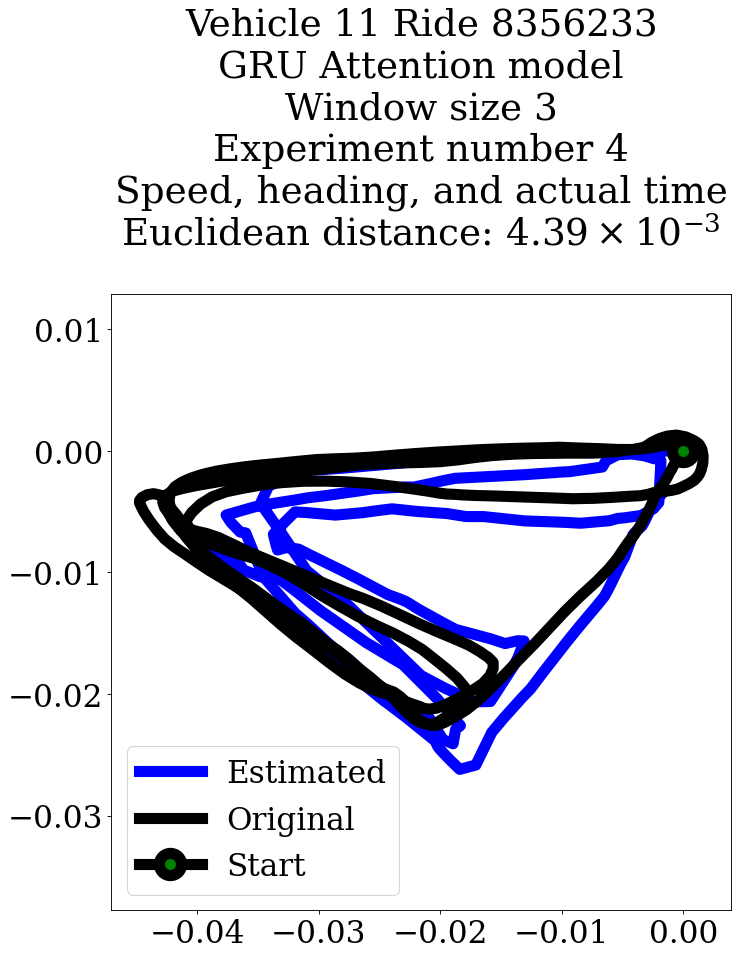 Vehicle 11 Ride 8356233
GRU Attention model
Window size 3
Experiment number 4
Speed, heading, and actual time
Euclidean distance: 4.39 × 10⁻³
0.01
0.00
−0.01
−0.02
−0.03
Estimated
Original
Start
−0.04 −0.03 −0.02 −0.01 0.00